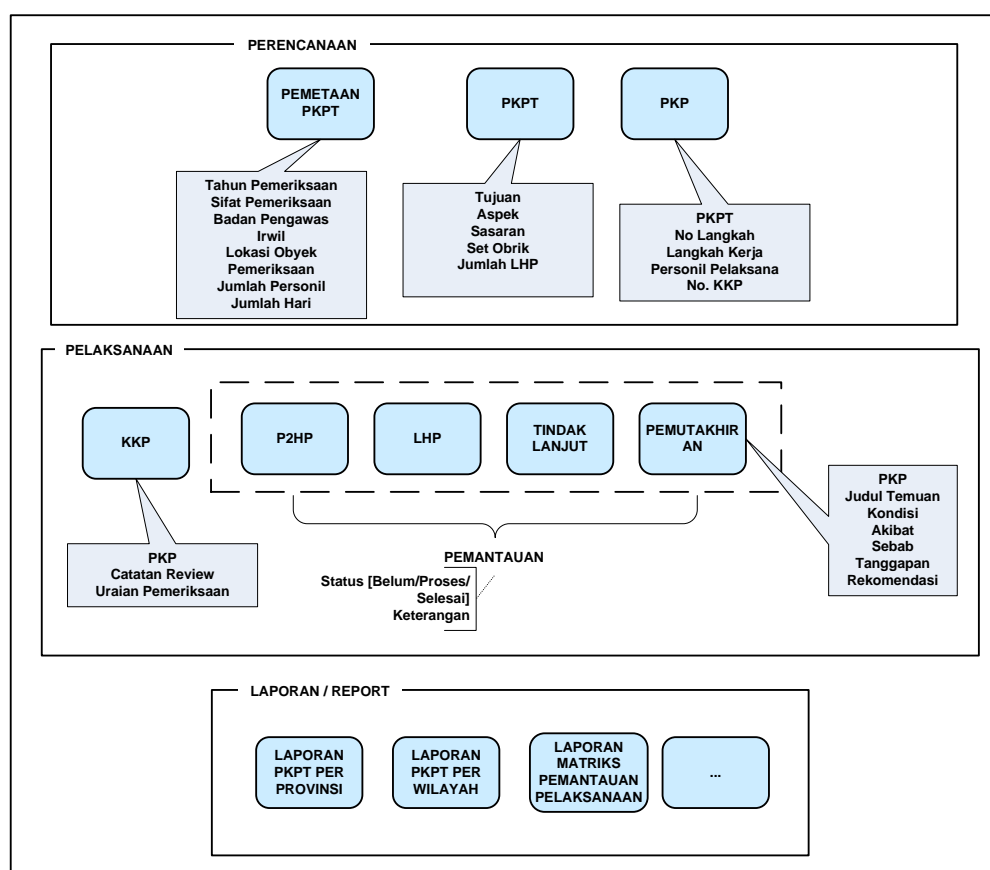 PERENCANAAN
PEMETAAN
PKPT
PKPT
PKP
Tahun Pemeriksaan
Sifat Pemeriksaan
Badan Pengawas
Irwil
Lokasi Obyek
Pemeriksaan
Jumlah Personil
Jumlah Hari
Tujuan
Aspek
Sasaran
Set Obrik
Jumlah LHP
PKPT
No Langkah
Langkah Kerja
Personil Pelaksana
No. KKP
PELAKSANAAN
KKP
P2HP
LHP
TINDAK
LANJUT
PEMUTAKHIR
AN
PKP
Catatan Review
Uraian Pemeriksaan
PEMANTAUAN
Status [Belum/Proses/
Selesai]
Keterangan
PKP
Judul Temuan
Kondisi
Akibat
Sebab
Tanggapan
Rekomendasi
LAPORAN / REPORT
LAPORAN
PKPT PER
PROVINSI
LAPORAN
PKPT PER
WILAYAH
LAPORAN
MATRIKS
PEMANTAUAN
PELAKSANAAN
...